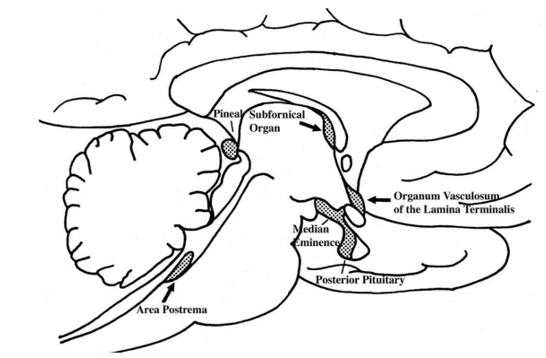 Pineal
Subfornical
Organ
Organum Vasculosum
of the Lamina Terminalis
Median
Eminence
Posterior Pituitary
Area Postrema